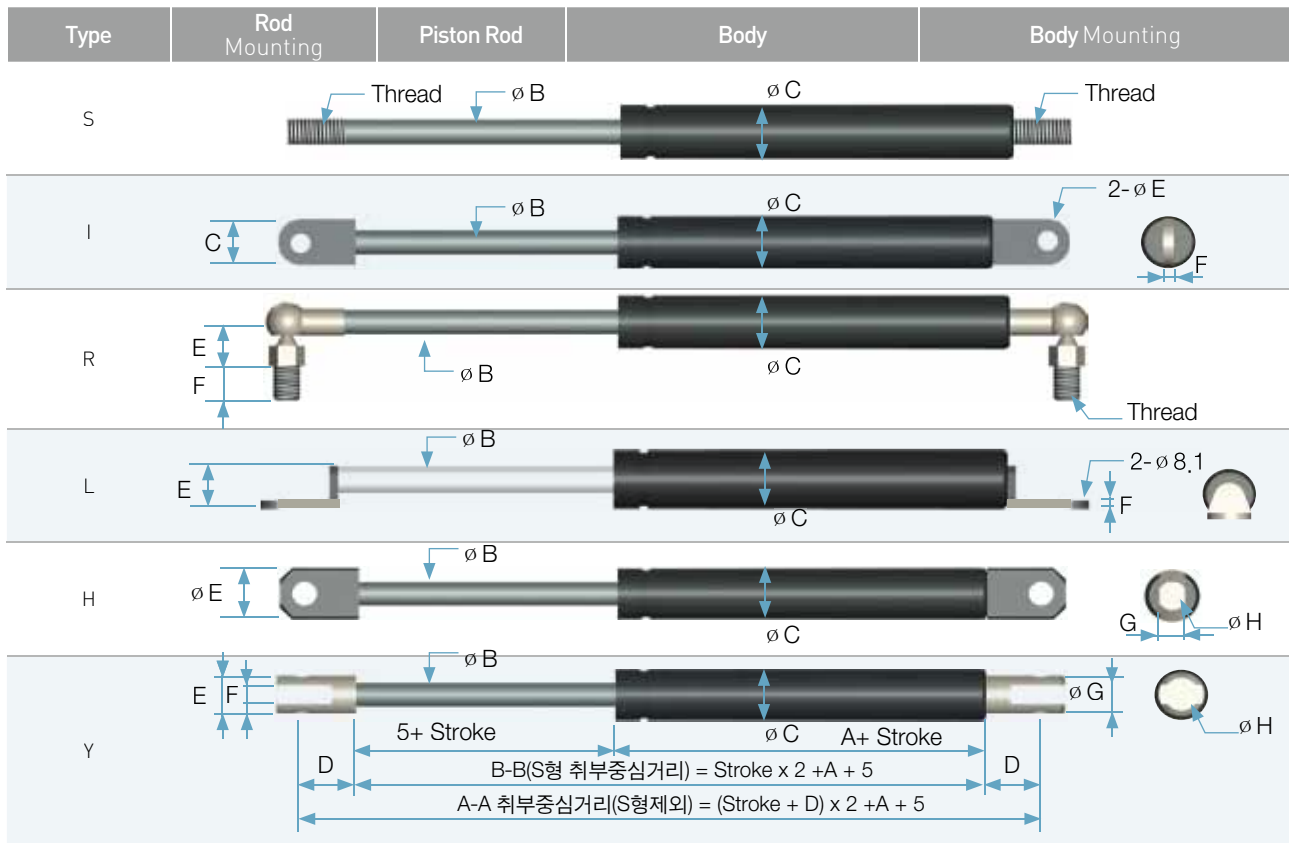 Type
Rod
Mounting
Piston Rod
Body
Body Mounting
S
Thread
ø B
ø C
Thread
I
C
ø B
ø C
2- ø E
F
R
E
F
ø B
ø C
Thread
L
E
ø B
ø C
2- ø 8.1
F
H
ø E
ø B
ø C
G
ø H
Y
E
F
ø B
ø C
ø G
ø H
5+ Stroke
A+ Stroke
D
B-B(S형 취부중심거리) = Stroke x 2 +A + 5
D
A-A 취부중심거리(S형제외) = (Stroke + D) x 2 +A + 5